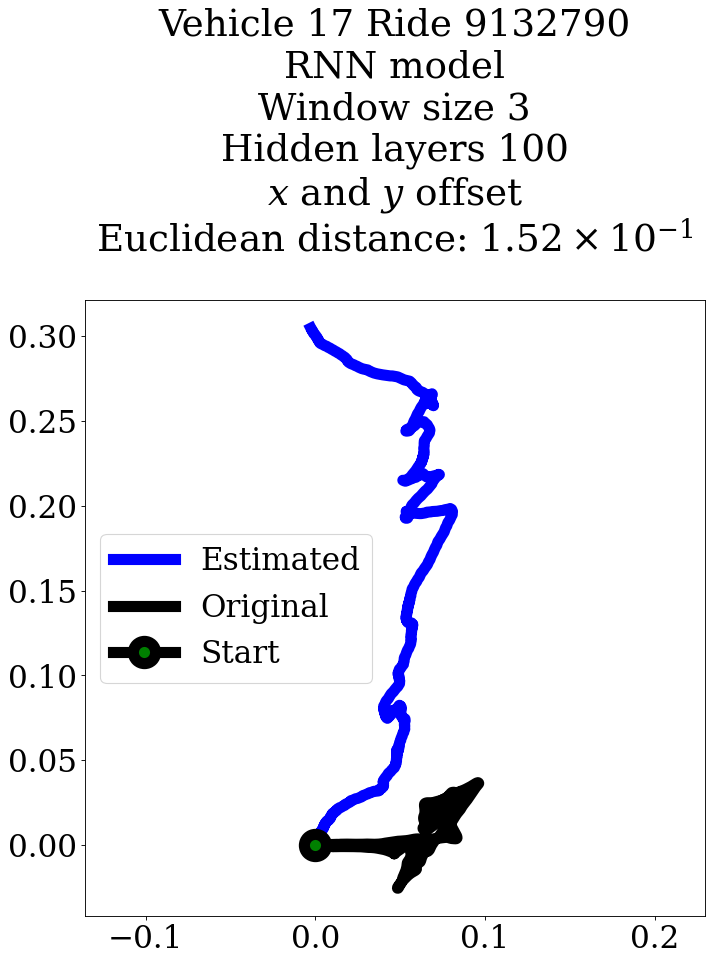 Vehicle 17 Ride 9132790
RNN model
Window size 3
Hidden layers 100
x and y offset
Euclidean distance: 1.52 × 10⁻¹
0.30
0.25
0.20
0.15
0.10
0.05
0.00
Estimated
Original
Start
−0.1 0.0 0.1 0.2